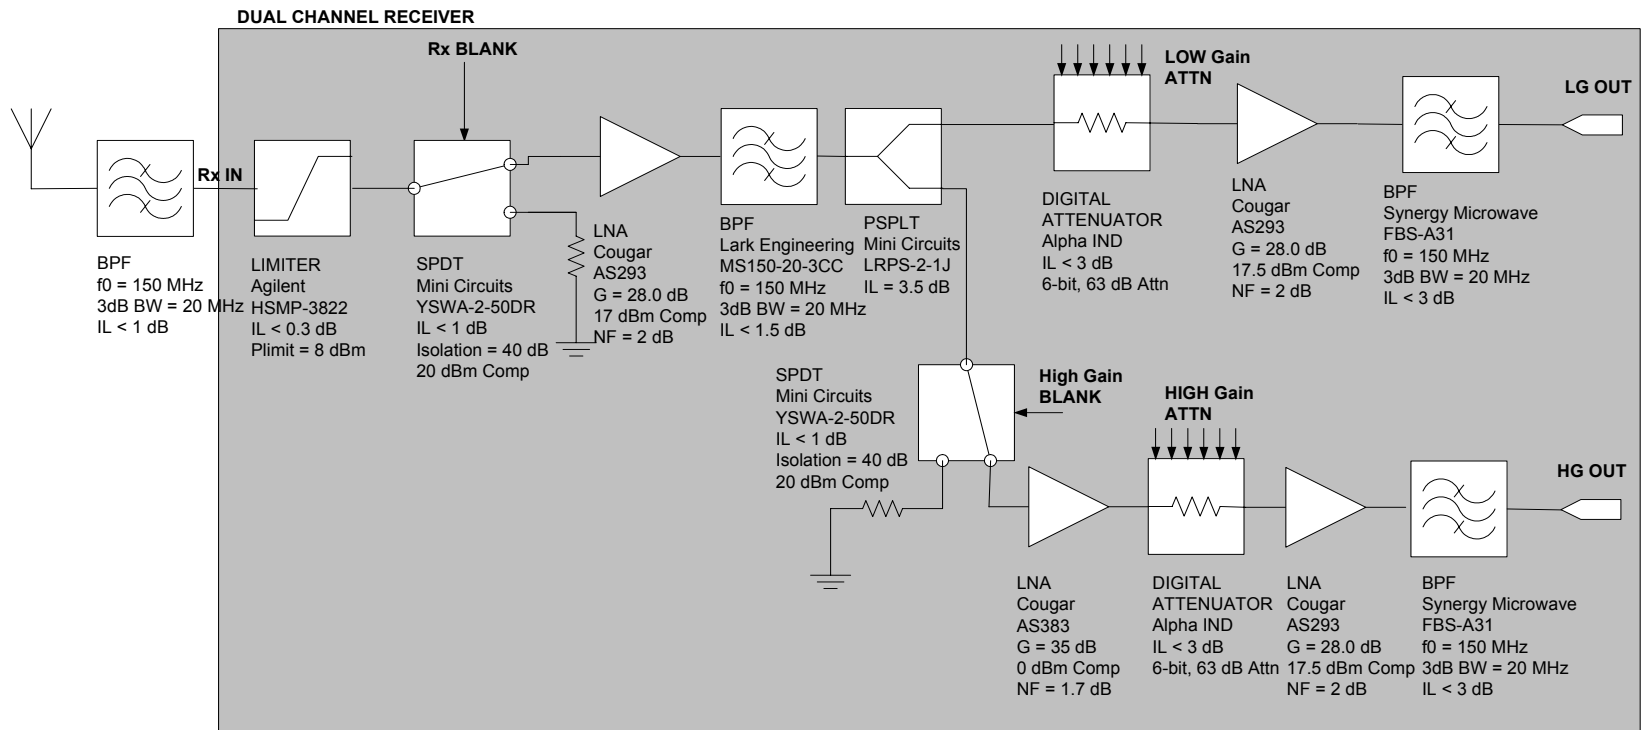 DUAL CHANNEL RECEIVER
Rx BLANK
LOW Gain
ATTN
LG OUT
Rx IN
BPF
f0 = 150 MHz
3dB BW = 20 MHz
IL < 1 dB
LIMITER
Agilent
HSMP-3822
IL < 0.3 dB
Plimit = 8 dBm
SPDT
Mini Circuits
YSWA-2-50DR
IL < 1 dB
Isolation = 40 dB
20 dBm Comp
LNA
Cougar
AS293
G = 28.0 dB
17 dBm Comp
NF = 2 dB
BPF
Lark Engineering
MS150-20-3CC
f0 = 150 MHz
3dB BW = 20 MHz
IL < 1.5 dB
PSPLT
Mini Circuits
LRPS-2-1J
IL = 3.5 dB
DIGITAL
ATTENUATOR
Alpha IND
IL < 3 dB
6-bit, 63 dB Attn
LNA
Cougar
AS293
G = 28.0 dB
17.5 dBm Comp
NF = 2 dB
BPF
Synergy Microwave
FBS-A31
f0 = 150 MHz
3dB BW = 20 MHz
IL < 3 dB
SPDT
Mini Circuits
YSWA-2-50DR
IL < 1 dB
Isolation = 40 dB
20 dBm Comp
High Gain
BLANK
HIGH Gain
ATTN
HG OUT
LNA
Cougar
AS383
G = 35 dB
0 dBm Comp
NF = 1.7 dB
DIGITAL
ATTENUATOR
Alpha IND
IL < 3 dB
6-bit, 63 dB Attn
LNA
Cougar
AS293
G = 28.0 dB
17.5 dBm Comp
NF = 2 dB
BPF
Synergy Microwave
FBS-A31
f0 = 150 MHz
3dB BW = 20 MHz
IL < 3 dB